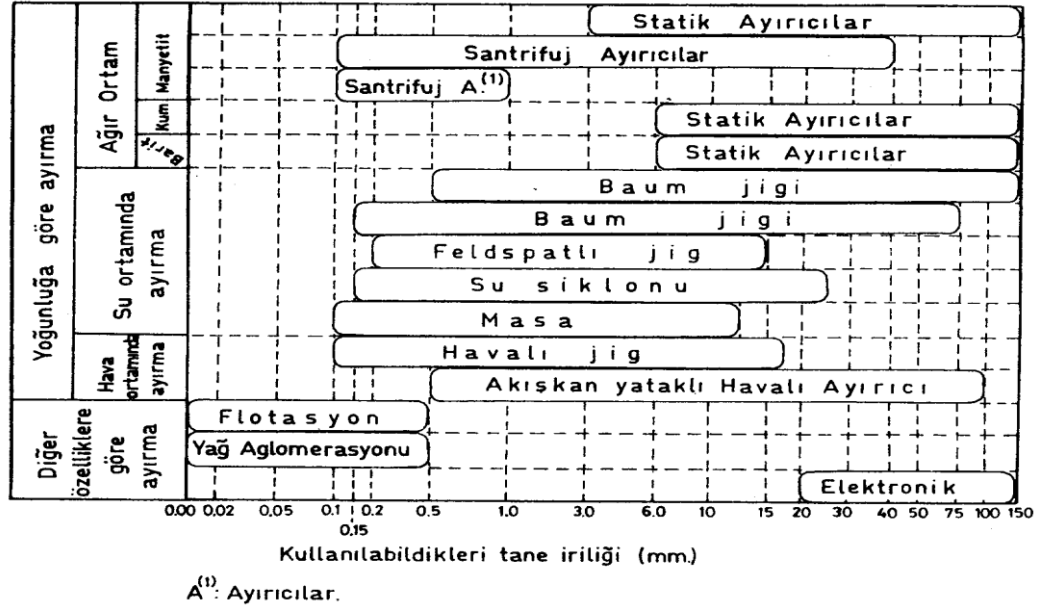 Yoğunluğa göre ayırma
Ağır Ortam
Manyetit
Statik Ayırıcılar
Santrifuj Ayırıcılar
Santrifuj A.(1)
Kum
Statik Ayırıcılar
Barit
Statik Ayırıcılar
Su ortamında
ayırma
Baum jigi
Baum jigi
Feldspatlı jig
Su siklonu
Masa
Hava
ortamında
ayırma
Havalı jig
Akışkan yataklı Havalı Ayırıcı
Diğer
özelliklere
göre
ayırma
Flotasyon
Yağ Aglomerasyonu
Elektronik
0.00 0.02 0.05 0.1 0.2 0.5 1.0 3.0 6.0 10 15 20 30 40 50 75 100 150
0.15
Kullanılabildikleri tane iriliği (mm.)
A(1): Ayırıcılar.